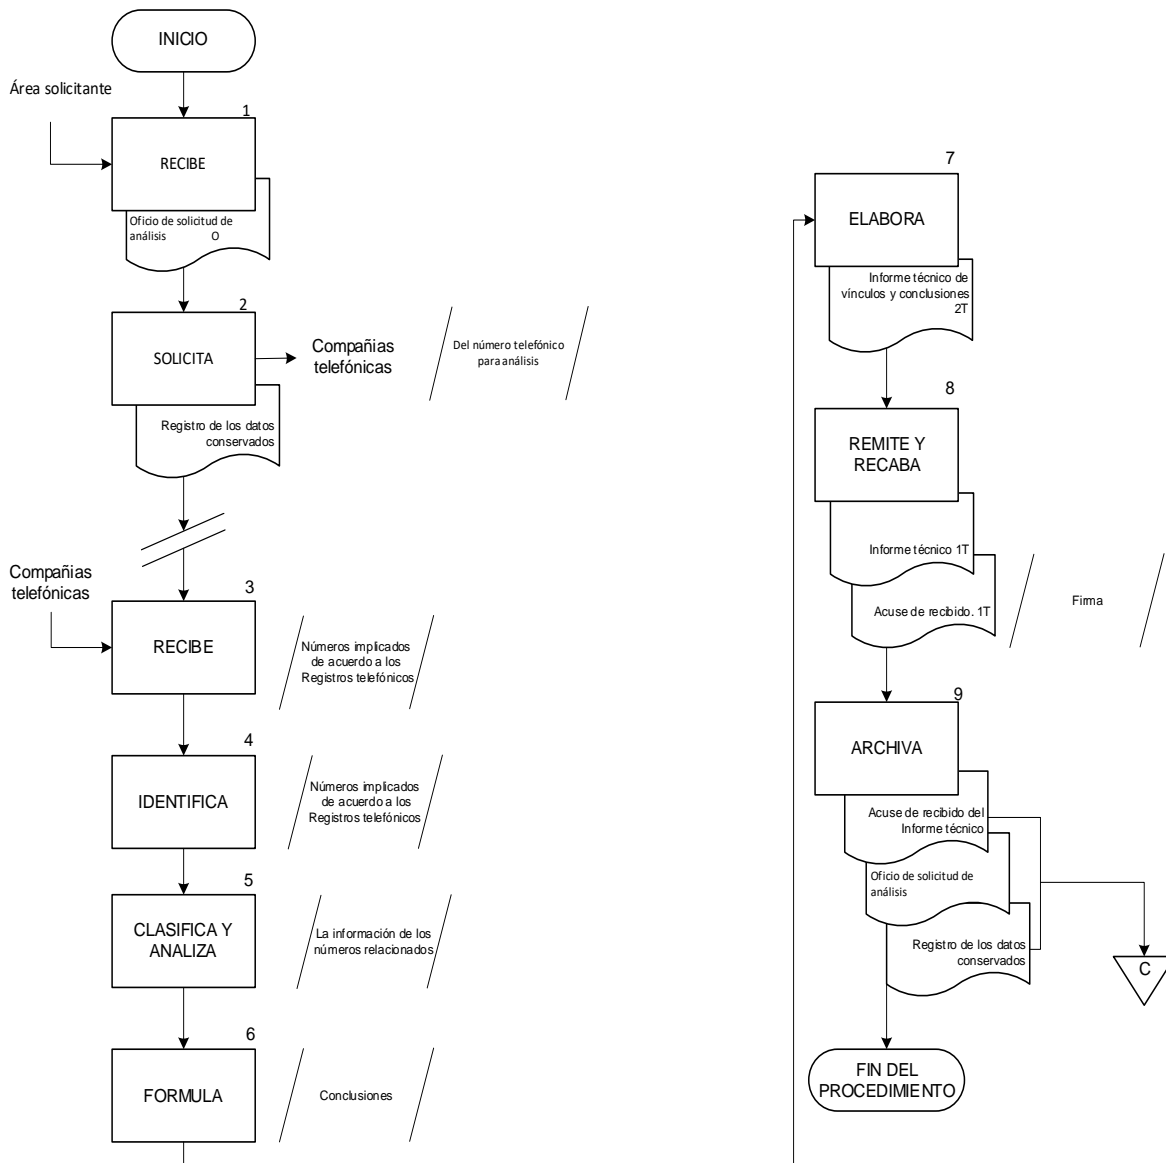 INICIO
Área solicitante
1
RECIBE
Oficio de solicitud de
análisis O
2
SOLICITA
Compañias
telefónicas
Del número telefónico
para análisis
Registro de los datos
conservados
Compañias
telefónicas
3
RECIBE
Números implicados
de acuerdo a los
Registros telefónicos
4
IDENTIFICA
Números implicados
de acuerdo a los
Registros telefónicos
5
CLASIFICA Y
ANALIZA
La información de los
números relacionados
6
FORMULA
Conclusiones
7
ELABORA
Informe técnico de
vínculos y conclusiones
2T
8
REMITE Y
RECABA
Informe técnico 1T
Acuse de recibido. 1T
Firma
9
ARCHIVA
Acuse de recibido del
Informe técnico
Oficio de solicitud de
análisis
Registro de los datos
conservados
C
FIN DEL
PROCEDIMIENTO